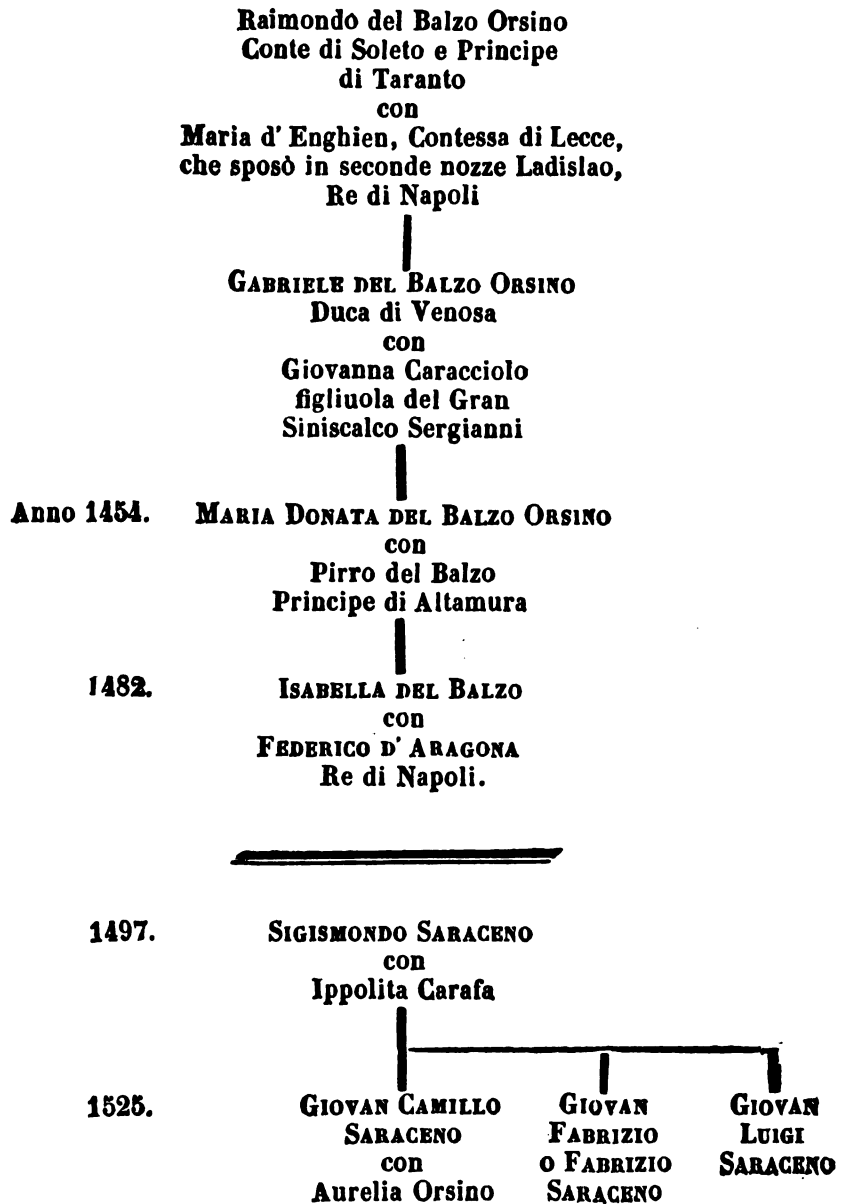 Raimondo del Balzo Orsino
Conte di Soleto e Principe
di Taranto
con
Maria d' Enghien, Contessa di Lecce,
che sposò in seconde nozze Ladislao,
Re di Napoli
GABRIELE DEL BALZO ORSINO
Duca di Venosa
con
Giovanna Caracciolo
figliuola del Gran
Siniscalco Sergianni
Anno 1454. MARIA DONATA DEL BALZO ORSINO
con
Pirro del Balzo
Principe di Altamura
1482. ISABELLA DEL BALZO
con
FEDERICO D' ARAGONA
Re di Napoli.
1497. SIGISMONDO SARACENO
con
Ippolita Carafa
1525. GIOVAN CAMILLO
SARACENO
con
Aurelia Orsino
GIOVAN
FABRIZIO
o FABRIZIO
SARACENO
GIOVAN
LUIGI
SARACENO